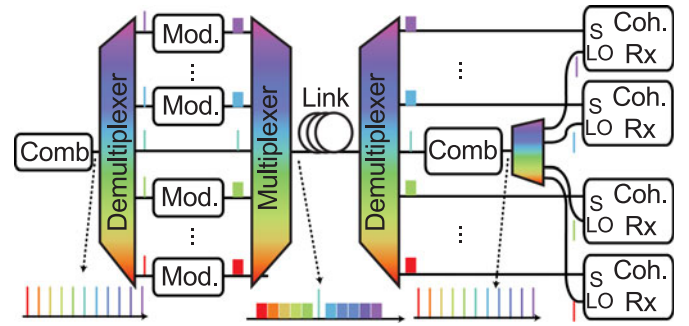 Mod.
Mod.
Comb
Demultiplexer
Mod.
Mod.
Multiplexer
Link
Demultiplexer
Comb
S Coh.
LO Rx
S Coh.
LO Rx
Coh.
S Rx
LO
Coh.
S Rx
LO